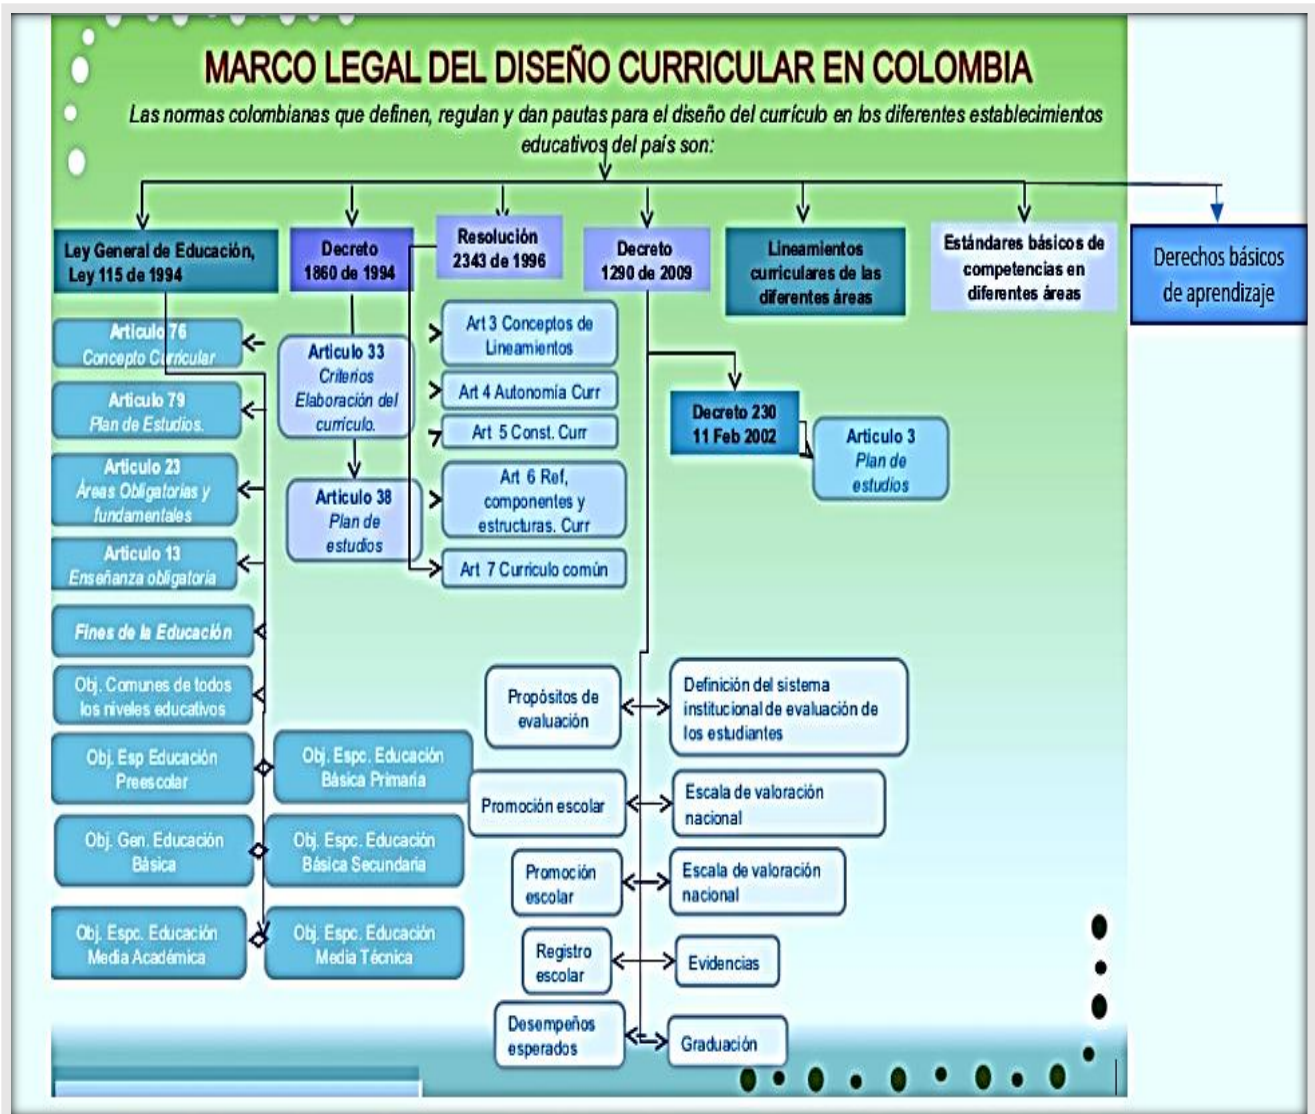 MARCO LEGAL DEL DISEÑO CURRICULAR EN COLOMBIA
Las normas colombianas que definen, regulan y dan pautas para el diseño del currículo en los diferentes establecimientos
educativos del país son:
Ley General de Educación,
Ley 115 de 1994
Articulo 76
Concepto Curricular
Articulo 79
Plan de Estudios.
Articulo 23
Áreas Obligatorias y
fundamentales
Articulo 13
Enseñanza obligatoria
Fines de la Educación
Obj. Comunes de todos
los niveles educativos
Obj. Esp Educación
Preescolar
Obj. Espc. Educación
Básica Primaria
Obj. Gen. Educación
Básica
Obj. Espc. Educación
Básica Secundaria
Obj. Espc. Educación
Media Académica
Obj. Espc. Educación
Media Técnica
Decreto
1860 de 1994
Articulo 33
Criterios
Elaboración del
currículo.
Articulo 38
Plan de
estudios
Resolución
2343 de 1996
Art 3 Conceptos de
Lineamientos
Art 4 Autonomía Curr
Art 5 Const. Curr
Art 6 Ref,
componentes y
estructuras. Curr
Art 7 Curriculo común
Decreto
1290 de 2009
Decreto 230
11 Feb 2002
Articulo 3
Plan de
estudios
Propósitos de
evaluación
Definición del sistema
institucional de evaluación de
los estudiantes
Promoción escolar
Escala de valoración
nacional
Promoción
escolar
Escala de valoración
nacional
Registro
escolar
Evidencias
Desempeños
esperados
Graduación
Lineamientos
curriculares de las
diferentes áreas
Estándares básicos de
competencias en
diferentes áreas
Derechos básicos
de aprendizaje